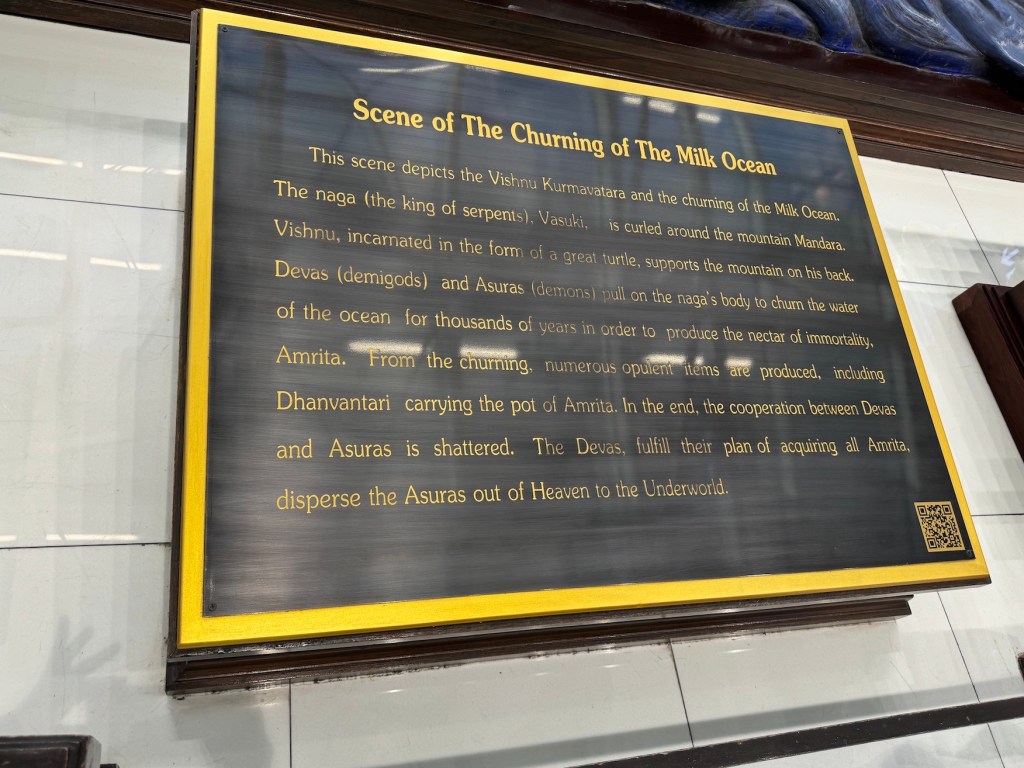 Scene of The Churning of The Milk Ocean
This scene depicts the Vishnu Kurmavatara and the churning of the Milk Ocean.
The naga (the king of serpents), Vasuki, is curled around the mountain Mandara.
Vishnu, incarnated in the form of a great turtle, supports the mountain on his back.
Devas (demigods) and Asuras (demons) pull on the naga's body to churn the water
of the ocean for thousands of years in order to produce the nectar of immortality,
Amrita. From the churning, numerous opulent items are produced, including
Dhanvantari carrying the pot of Amrita. In the end, the cooperation between Devas
and Asuras is shattered. The Devas, fulfill their plan of acquiring all Amrita,
disperse the Asuras out of Heaven to the Underworld.